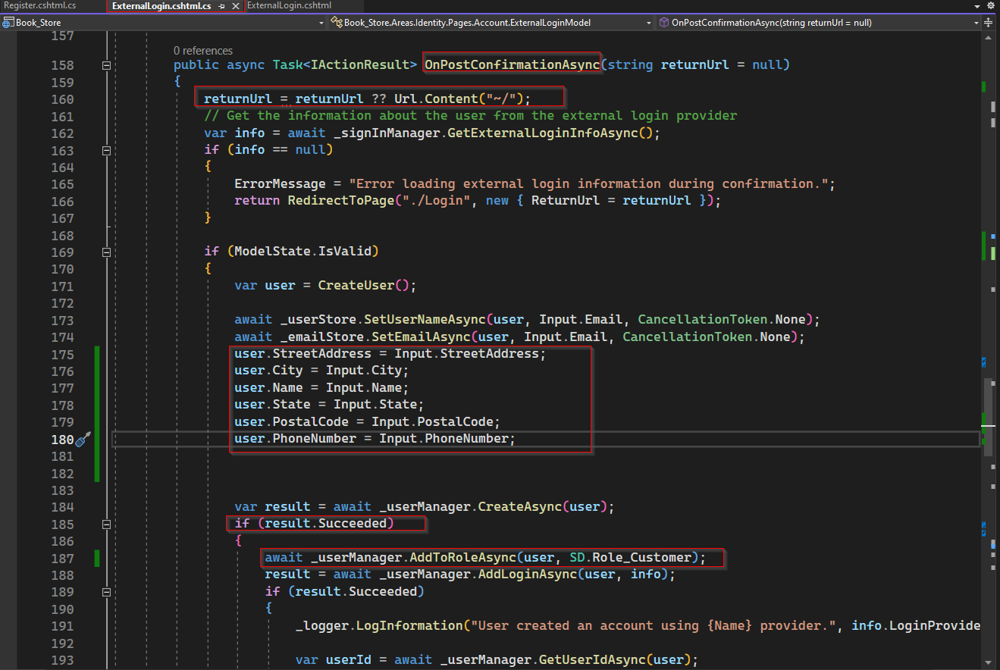 Register.cshtml.cs ExternalLogin.cshtml.cs ExternalLogin.cshtml
Book_Store Book_Store.Areas.Identity.Pages.Account.ExternalLoginModel OnPostConfirmationAsync(string returnUrl = null)
157
0 references
158 public async Task<IActionResult> OnPostConfirmationAsync(string returnUrl = null)
159 {
160 returnUrl = returnUrl ?? Url.Content("~/");
161 // Get the information about the user from the external login provider
162 var info = await _signInManager.GetExternalLoginInfoAsync();
163 if (info == null)
164 {
165 ErrorMessage = "Error loading external login information during confirmation.";
166 return RedirectToPage("./Login", new { ReturnUrl = returnUrl });
167 }
168
169 if (ModelState.IsValid)
170 {
171 var user = CreateUser();
172
173 await _userStore.SetUserNameAsync(user, Input.Email, CancellationToken.None);
174 await _emailStore.SetEmailAsync(user, Input.Email, CancellationToken.None);
175 user.StreetAddress = Input.StreetAddress;
176 user.City = Input.City;
177 user.Name = Input.Name;
178 user.State = Input.State;
179 user.PostalCode = Input.PostalCode;
180 user.PhoneNumber = Input.PhoneNumber;
181
182
183
184 var result = await _userManager.CreateAsync(user);
185 if (result.Succeeded)
186 {
187 await _userManager.AddToRoleAsync(user, SD.Role_Customer);
188 result = await _userManager.AddLoginAsync(user, info);
189 if (result.Succeeded)
190 {
191 _logger.LogInformation("User created an account using {Name} provider.", info.LoginProvide
192
193 var userId = await _userManager.GetUserIdAsync(user);